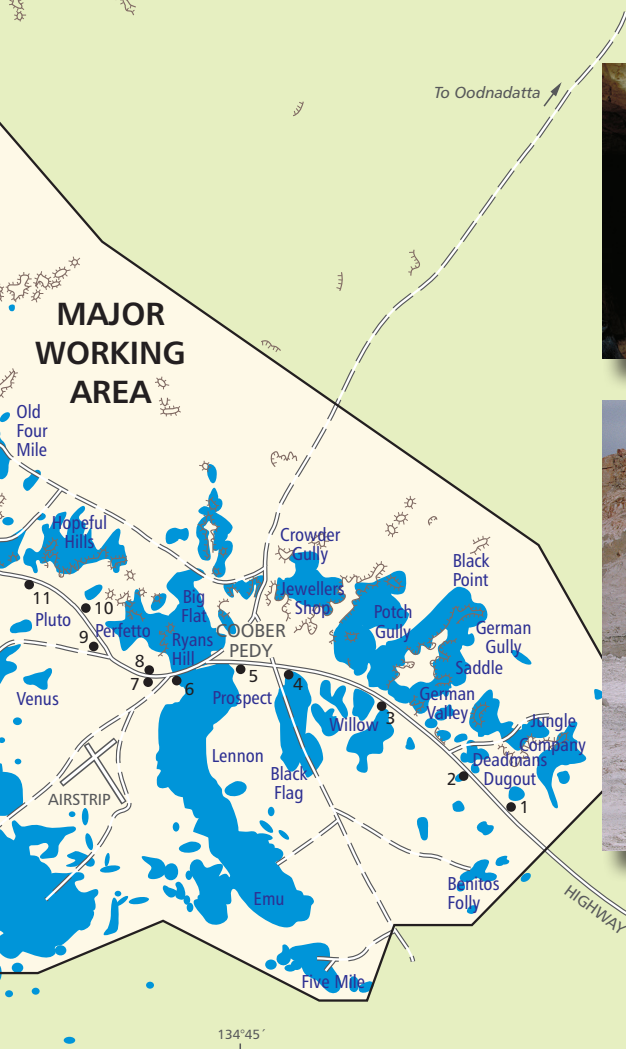 To Oodnadatta
MAJOR
WORKING
AREA
Old
Four
Mile
Hopeful
Hills
Crowder
Gully
Black
Point
Jewellers
Shop
Big
Flat
Potch
Gully
11
10
Pluto
Perfetto
9
Ryans
Hill
COOBER
PEDY
German
Gully
Saddle
8
7
6
5
4
Venus
Prospect
German
Valley
3
Willow
Jungle
Company
Lennon
Deadmans
Dugout
2
Black
Flag
AIRSTRIP
1
Benitos
Folly
HIGHWAY
Emu
Five Mile
134°45´